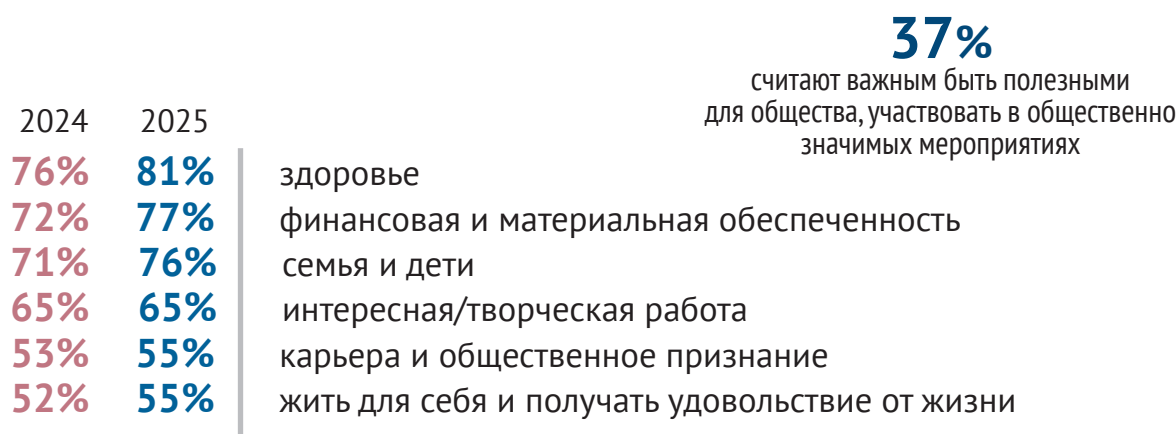 37%
считают важным быть полезными
для общества, участвовать в общественно
значимых мероприятиях
2024 2025
76% 81% здоровье
72% 77% финансовая и материальная обеспеченность
71% 76% семья и дети
65% 65% интересная/творческая работа
53% 55% карьера и общественное признание
52% 55% жить для себя и получать удовольствие от жизни